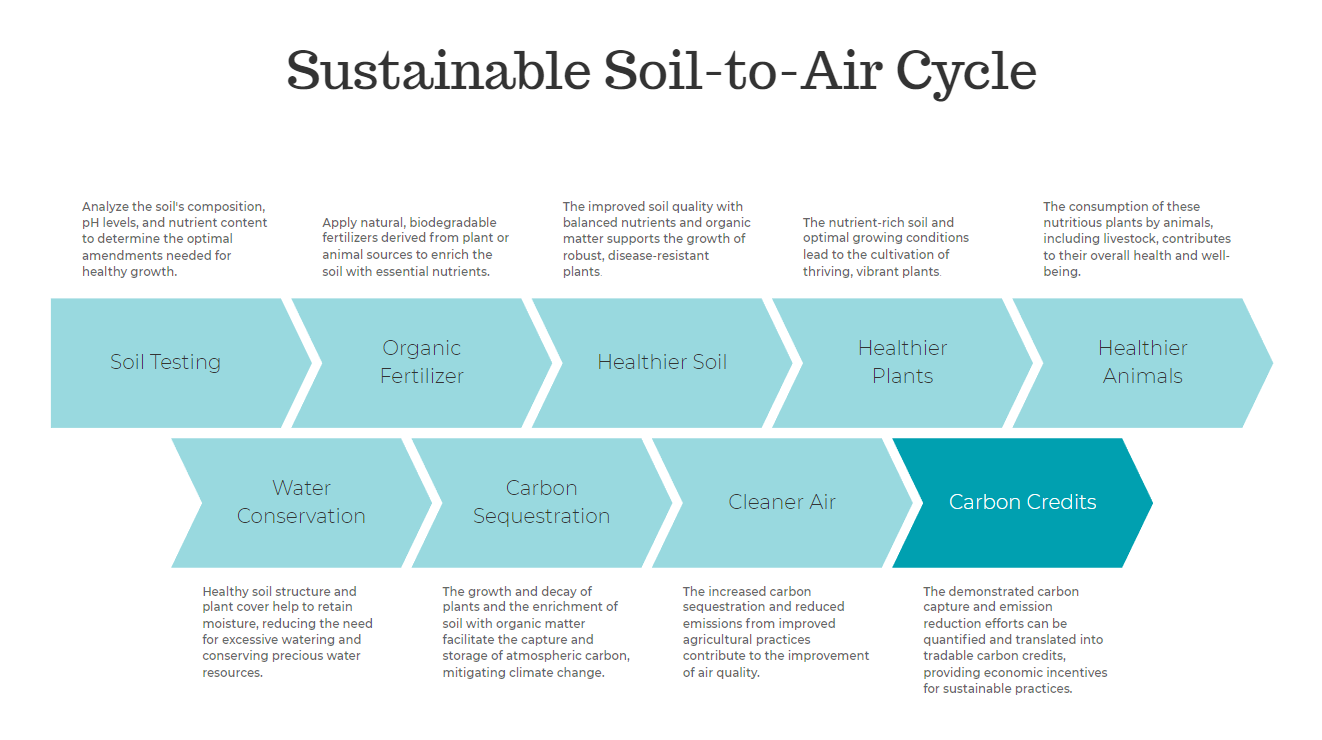 Sustainable Soil-to-Air Cycle
Analyze the soil's composition,
pH levels, and nutrient content
to determine the optimal
amendments needed for
healthy growth.
Apply natural, biodegradable
fertilizers derived from plant or
animal sources to enrich the
soil with essential nutrients.
The improved soil quality with
balanced nutrients and organic
matter supports the growth of
robust, disease-resistant
plants.
The nutrient-rich soil and
optimal growing conditions
lead to the cultivation of
thriving, vibrant plants.
The consumption of these
nutritious plants by animals,
including livestock, contributes
to their overall health and well-
being.
Soil Testing
Organic
Fertilizer
Healthier Soil
Healthier
Plants
Healthier
Animals
Water
Conservation
Carbon
Sequestration
Cleaner Air
Carbon Credits
Healthy soil structure and
plant cover help to retain
moisture, reducing the need
for excessive watering and
conserving precious water
resources.
The growth and decay of
plants and the enrichment of
soil with organic matter
facilitate the capture and
storage of atmospheric carbon,
mitigating climate change.
The increased carbon
sequestration and reduced
emissions from improved
agricultural practices
contribute to the improvement
of air quality.
The demonstrated carbon
capture and emission
reduction efforts can be
quantified and translated into
tradable carbon credits,
providing economic incentives
for sustainable practices.